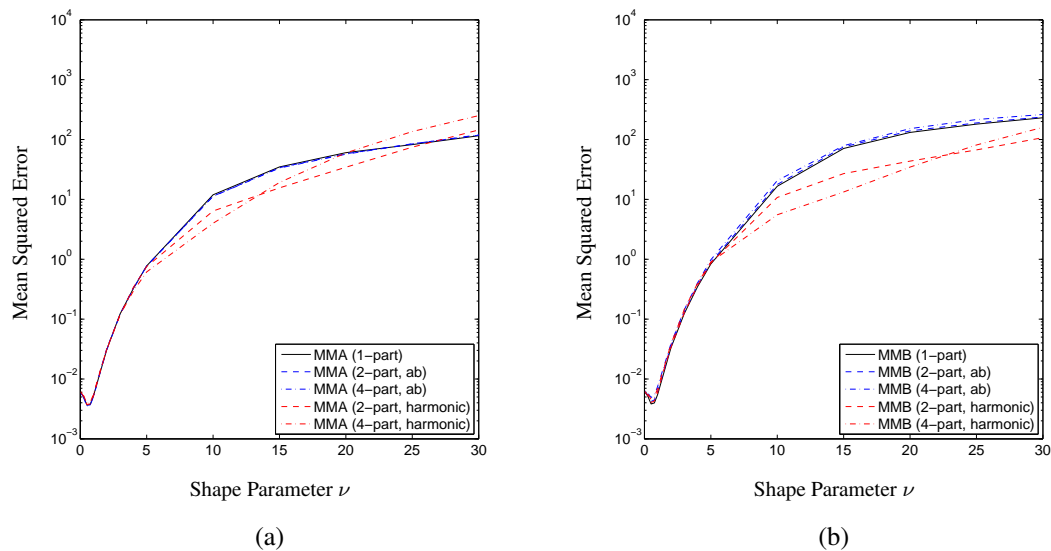 10^4
10^3
10^2
10^1
10^0
10^−1
10^−2
10^−3
Mean Squared Error
0 5 10 15 20 25 30
Shape Parameter ν
MMA (1−part)
MMA (2−part, ab)
MMA (4−part, ab)
MMA (2−part, harmonic)
MMA (4−part, harmonic)
(a)
10^4
10^3
10^2
10^1
10^0
10^−1
10^−2
10^−3
Mean Squared Error
0 5 10 15 20 25 30
Shape Parameter ν
MMB (1−part)
MMB (2−part, ab)
MMB (4−part, ab)
MMB (2−part, harmonic)
MMB (4−part, harmonic)
(b)